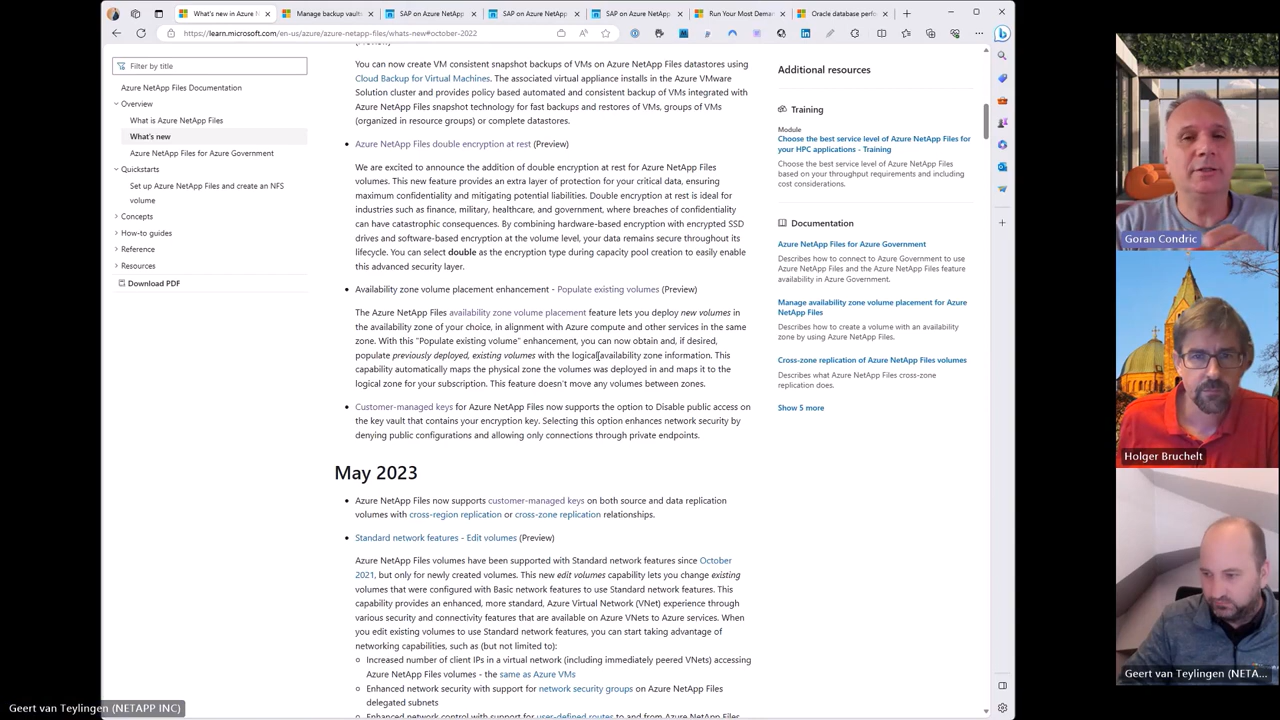 What's new in Azure N
Manage backup vault
SAP on Azure NetApp
SAP on Azure NetApp
SAP on Azure NetApp
Run Your Most Dema
Oracle database perf
https://learn.microsoft.com/en-us/azure/azure-netapp-files/whats-new#october-2022
Filter by title
Azure NetApp Files Documentation
Overview
What is Azure NetApp Files
What's new
Azure NetApp Files for Azure Government
Quickstarts
Set up Azure NetApp Files and create an NFS
volume
Concepts
How-to guides
Reference
Resources
Download PDF
(Preview)
You can now create VM consistent snapshot backups of VMs on Azure NetApp Files datastores using
Cloud Backup for Virtual Machines. The associated virtual appliance installs in the Azure VMware
Solution cluster and provides policy based automated and consistent backup of VMs integrated with
Azure NetApp Files snapshot technology for fast backups and restores of VMs, groups of VMs
(organized in resource groups) or complete datastores.
• Azure NetApp Files double encryption at rest (Preview)
We are excited to announce the addition of double encryption at rest for Azure NetApp Files
volumes. This new feature provides an extra layer of protection for your critical data, ensuring
maximum confidentiality and mitigating potential liabilities. Double encryption at rest is ideal for
industries such as finance, military, healthcare, and government, where breaches of confidentiality
can have catastrophic consequences. By combining hardware-based encryption with encrypted SSD
drives and software-based encryption at the volume level, your data remains secure throughout its
lifecycle. You can select double as the encryption type during capacity pool creation to easily enable
this advanced security layer.
• Availability zone volume placement enhancement - Populate existing volumes (Preview)
The Azure NetApp Files availability zone volume placement feature lets you deploy new volumes in
the availability zone of your choice, in alignment with Azure compute and other services in the same
zone. With this "Populate existing volume" enhancement, you can now obtain and, if desired,
populate previously deployed, existing volumes with the logical availability zone information. This
capability automatically maps the physical zone the volumes was deployed in and maps it to the
logical zone for your subscription. This feature doesn't move any volumes between zones.
• Customer-managed keys for Azure NetApp Files now supports the option to Disable public access on
the key vault that contains your encryption key. Selecting this option enhances network security by
denying public configurations and allowing only connections through private endpoints.
May 2023
• Azure NetApp Files now supports customer-managed keys on both source and data replication
volumes with cross-region replication or cross-zone replication relationships.
• Standard network features - Edit volumes (Preview)
Azure NetApp Files volumes have been supported with Standard network features since October
2021, but only for newly created volumes. This new edit volumes capability lets you change existing
volumes that were configured with Basic network features to use Standard network features. This
capability provides an enhanced, more standard, Azure Virtual Network (VNet) experience through
various security and connectivity features that are available on Azure VNets to Azure services. When
you edit existing volumes to use Standard network features, you can start taking advantage of
networking capabilities, such as (but not limited to):
Increased number of client IPs in a virtual network (including immediately peered VNets) accessing
Azure NetApp Files volumes - the same as Azure VMs
Enhanced network security with support for network security groups on Azure NetApp Files
delegated subnets
Enhanced network control with support for user-defined routes to and from Azure NetApp Files
Additional resources
Training
Module
Choose the best service level of Azure NetApp Files for
your HPC applications - Training
Choose the best service level of Azure NetApp Files
based on your throughput requirements and including
cost considerations.
Documentation
Azure NetApp Files for Azure Government
Describes how to connect to Azure Government to use
Azure NetApp Files and the Azure NetApp Files feature
availability in Azure Government.
Manage availability zone volume placement for Azure
NetApp Files
Describes how to create a volume with an availability
zone by using Azure NetApp Files.
Cross-zone replication of Azure NetApp Files volumes
Describes what Azure NetApp Files cross-zone
replication does.
Show 5 more
Goran Condric
Holger Bruchelt
Geert van Teylingen (NETA...
Geert van Teylingen (NETAPP INC)